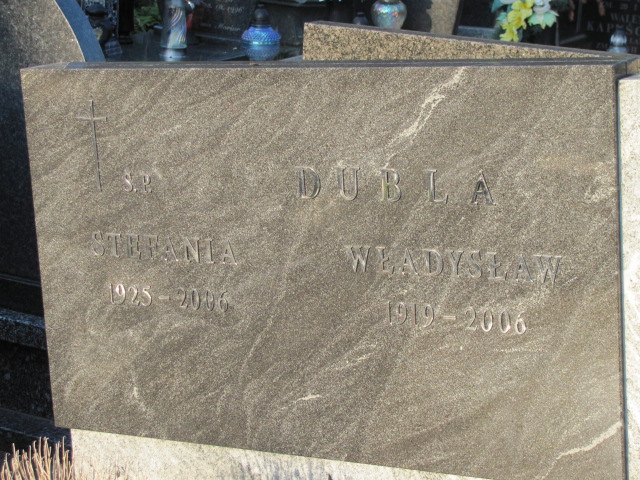 Ś.P. DUBLA
STEFANIA WŁADYSŁAW
1925-2006 1919-2006